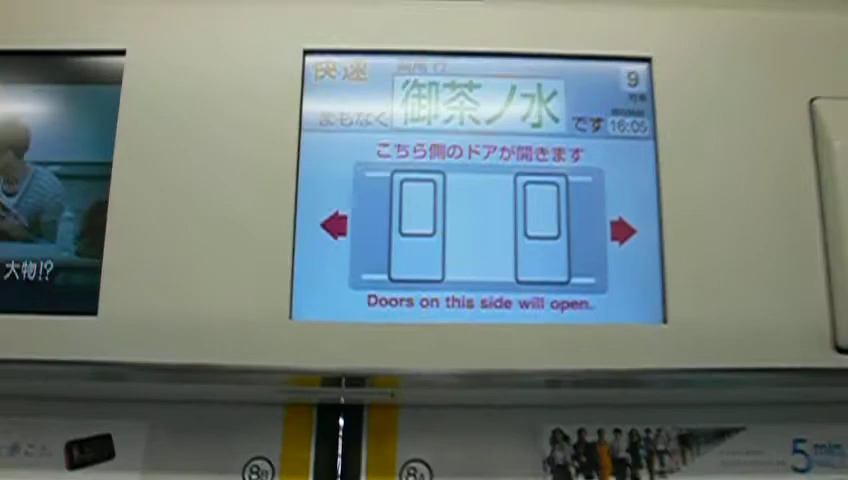 快速
9
まもなく 御茶ノ水 です
16:05
こちら側のドアが開きます
Doors on this side will open.
大物!?
5